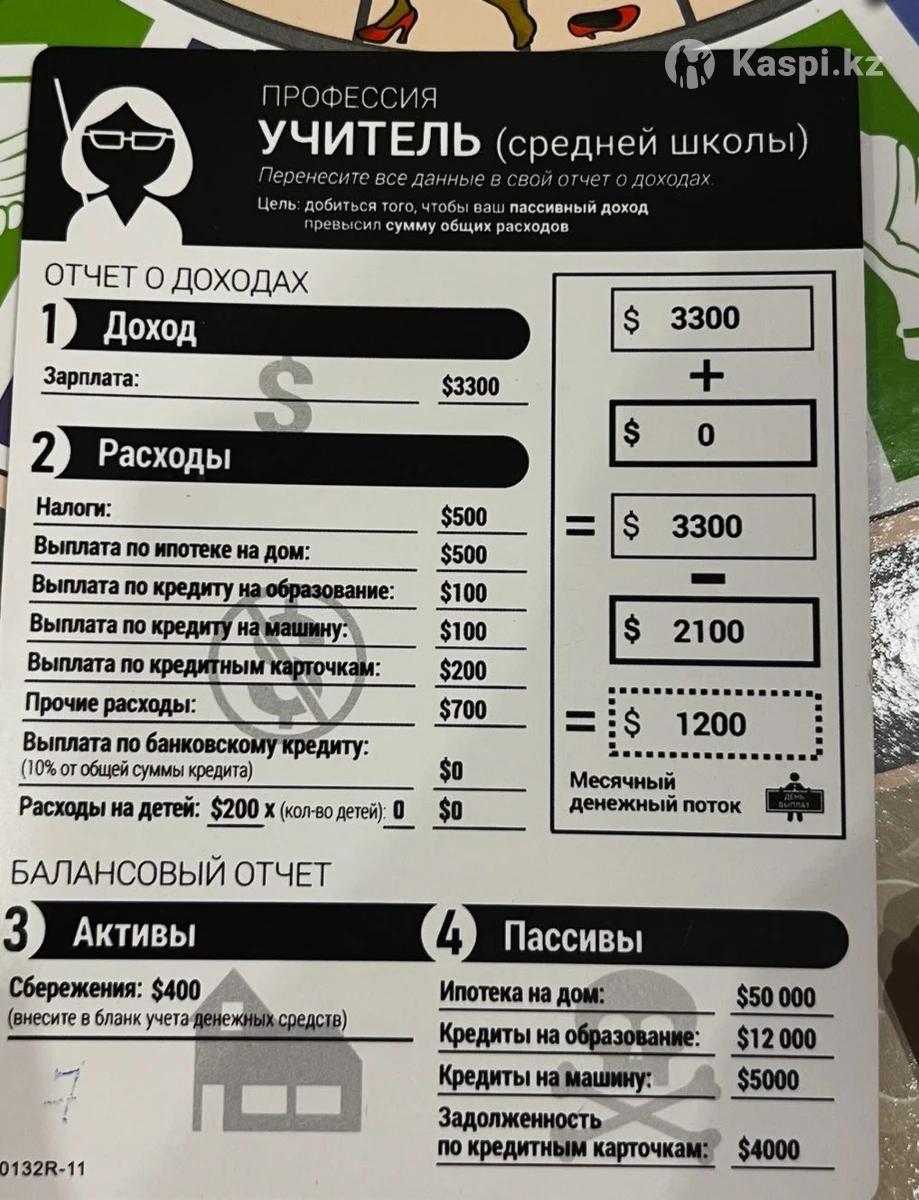 Kaspi.kz
ПРОФЕССИЯ
УЧИТЕЛЬ (средней школы)
Перенесите все данные в свой отчет о доходах.
Цель: добиться того, чтобы ваш пассивный доход
превысил сумму общих расходов
ОТЧЕТ О ДОХОДАХ
1) Доход
Зарплата: $3300
2) Расходы
Налоги: $500
Выплата по ипотеке на дом: $500
Выплата по кредиту на образование: $100
Выплата по кредиту на машину: $100
Выплата по кредитным карточкам: $200
Прочие расходы: $700
Выплата по банковскому кредиту:
(10% от общей суммы кредита) $0
Расходы на детей: $200 x (кол-во детей): 0 $0
$ 3300
+
$ 0
= $ 3300
-
$ 2100
= $ 1200
Месячный
денежный поток
ДЕНЬ
ВЫПЛАТ
БАЛАНСОВЫЙ ОТЧЕТ
3) Активы
Сбережения: $400
(внесите в бланк учета денежных средств)
7
0132R-11
4) Пассивы
Ипотека на дом: $50 000
Кредиты на образование: $12 000
Кредиты на машину: $5000
Задолженность
по кредитным карточкам: $4000